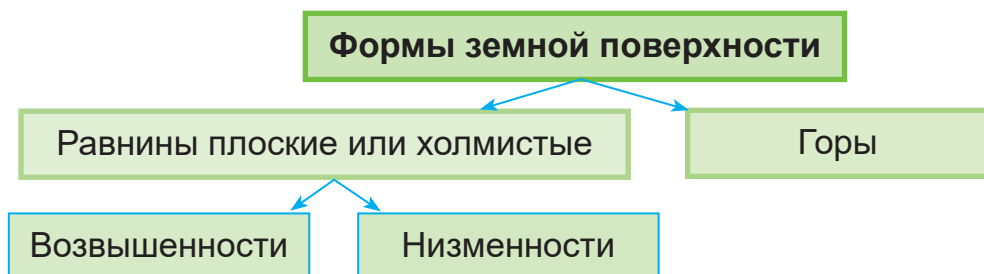 Формы земной поверхности
Равнины плоские или холмистые
Горы
Возвышенности
Низменности